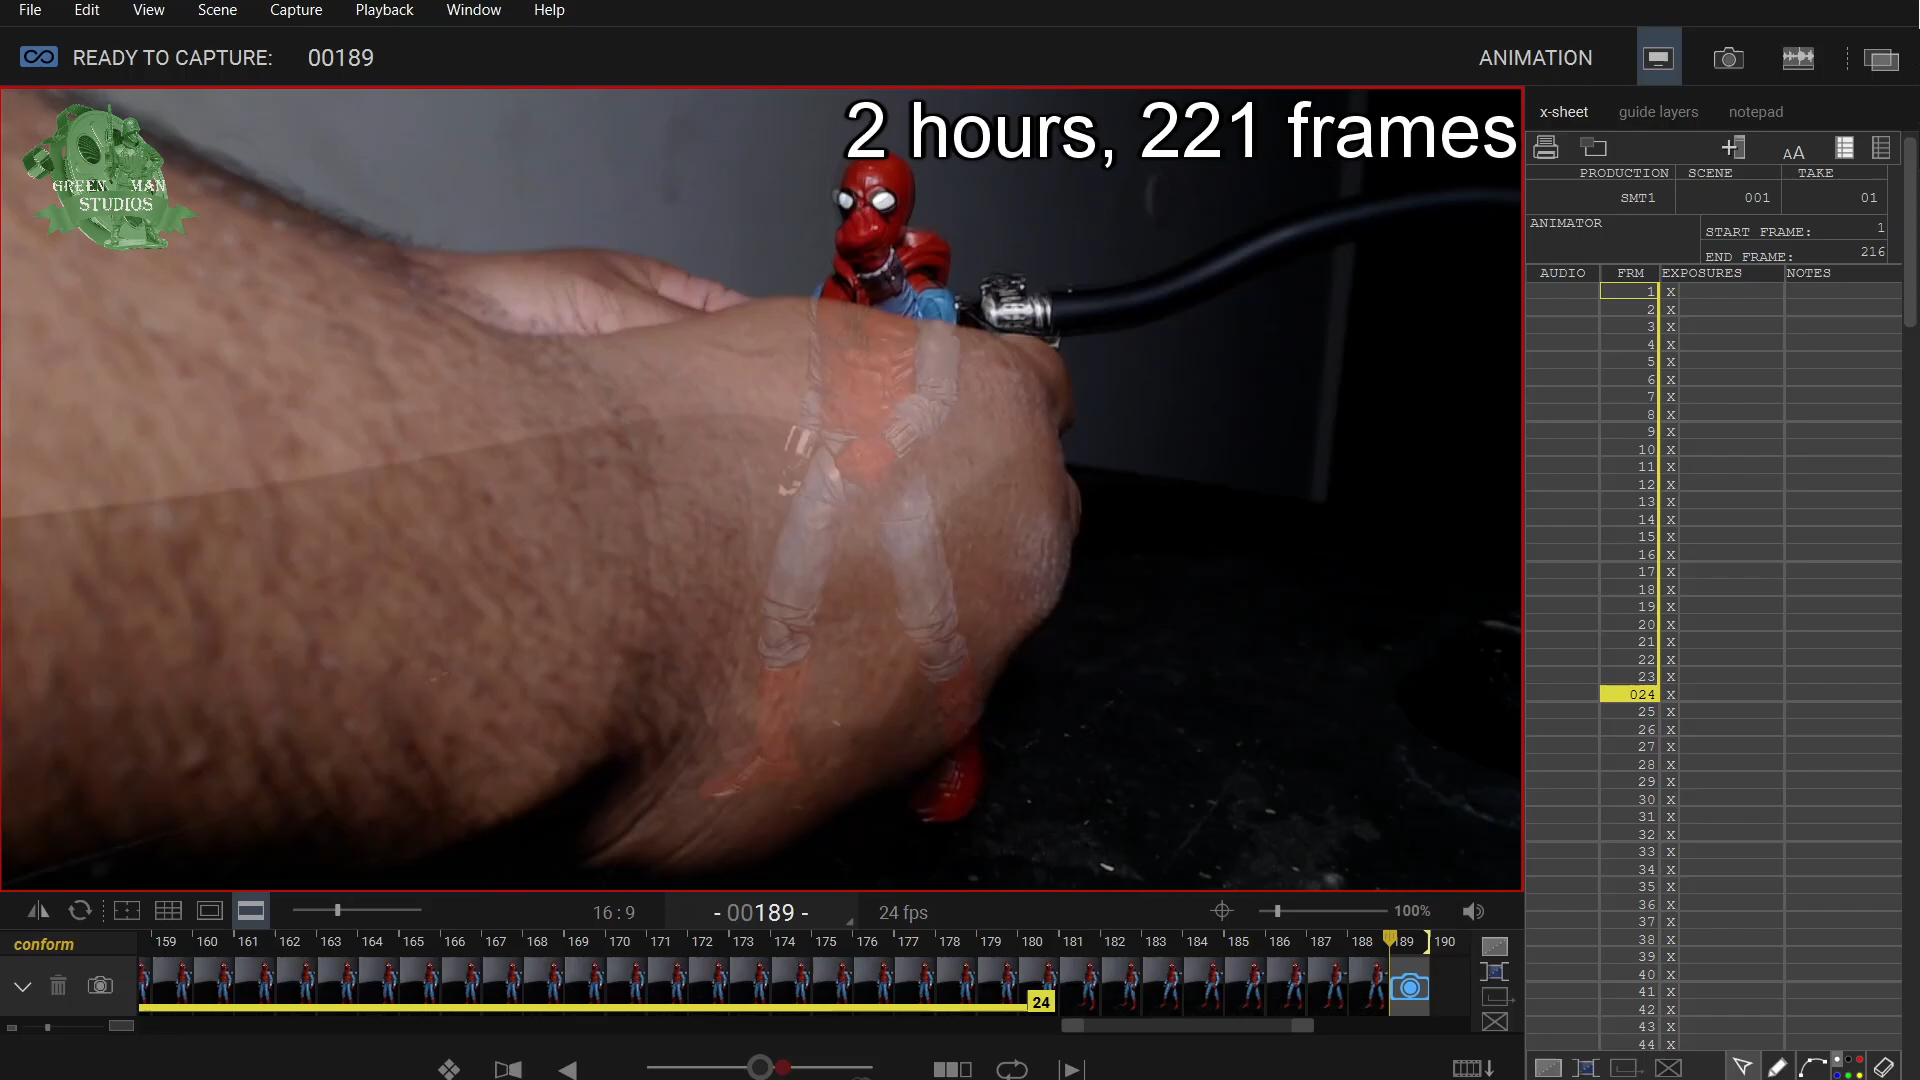 File Edit View Scene Capture Playback Window Help
READY TO CAPTURE: 00189
ANIMATION
2 hours, 221 frames
GREEN MAN
STUDIOS
x-sheet guide layers notepad
AA
PRODUCTION SCENE TAKE
SMT1 001 01
ANIMATOR
START FRAME: 1
END FRAME: 216
AUDIO FRM EXPOSURES NOTES
1 X
2 X
3 X
4 X
5 X
6 X
7 X
8 X
9 X
10 X
11 X
12 X
13 X
14 X
15 X
16 X
17 X
18 X
19 X
20 X
21 X
22 X
23 X
024 X
25 X
26 X
27 X
28 X
29 X
30 X
31 X
32 X
33 X
34 X
35 X
36 X
37 X
38 X
39 X
40 X
41 X
42 X
43 X
44 X
16 : 9 - 00189 - 24 fps 100%
conform
159 160 161 162 163 164 165 166 167 168 169 170 171 172 173 174 175 176 177 178 179 180 181 182 183 184 185 186 187 188 89 190
24